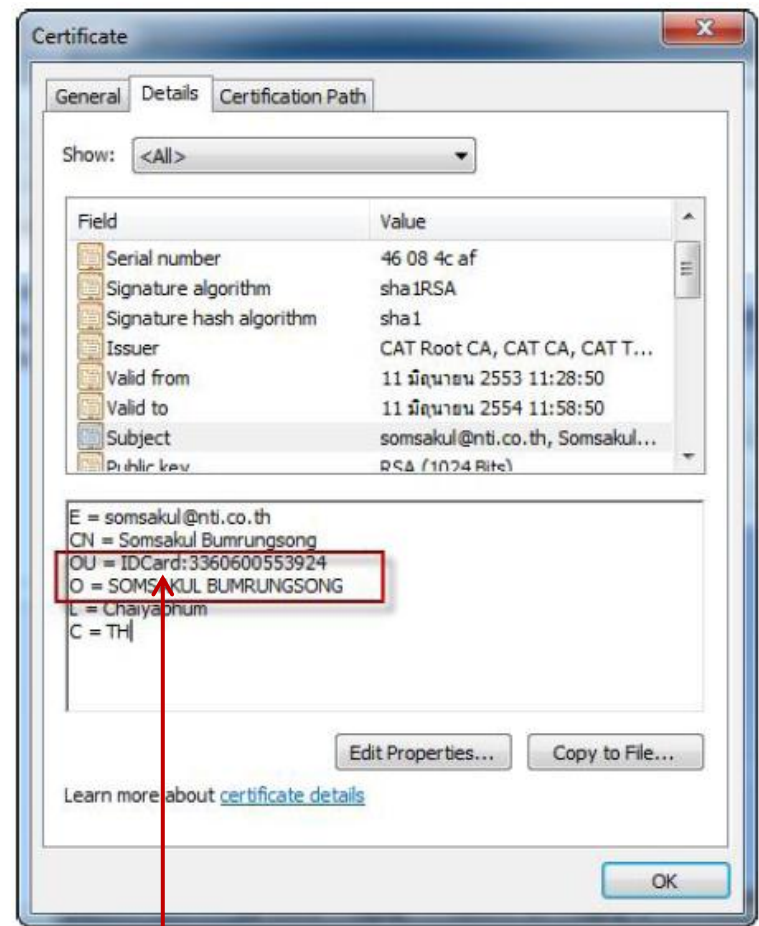 Certificate
General Details Certification Path
Show: <All>
Field Value
Serial number 46 08 4c af
Signature algorithm sha1RSA
Signature hash algorithm sha1
Issuer CAT Root CA, CAT CA, CAT T...
Valid from 11 มิถุนายน 2553 11:28:50
Valid to 11 มิถุนายน 2554 11:58:50
Subject somsakul@nti.co.th, Somsakul...
Public key RSA (1024 Bits)
E = somsakul@nti.co.th
CN = Somsakul Bumrungsong
OU = IDCard:3360600553924
O = SOMSAKUL BUMRUNGSONG
L = Chaiyaphum
C = TH
Edit Properties... Copy to File...
Learn more about certificate details
OK